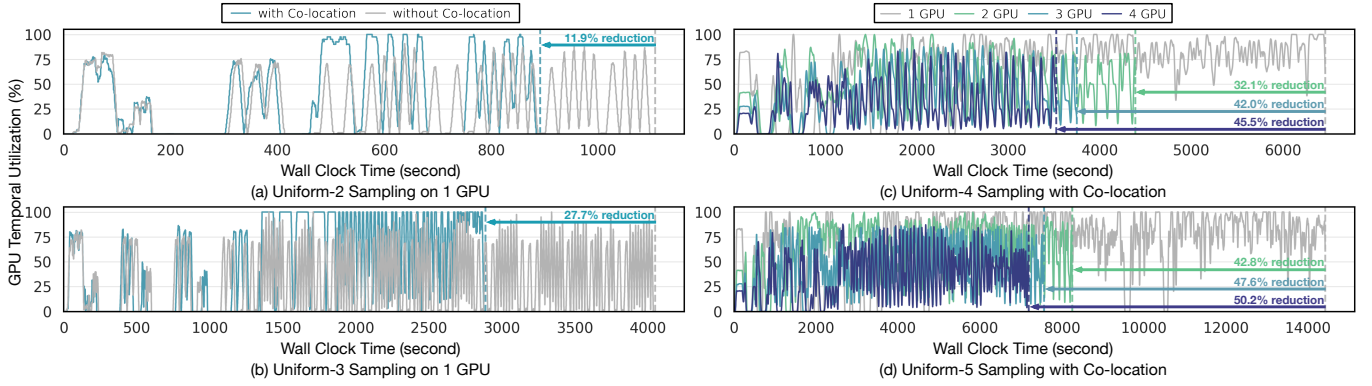 with Co-location without Co-location
1 GPU 2 GPU 3 GPU 4 GPU
GPU Temporal Utilization (%)
100
75
50
25
0
11.9% reduction
0 200 400 600 800 1000
Wall Clock Time (second)
(a) Uniform-2 Sampling on 1 GPU
100
75
50
25
0
32.1% reduction
42.0% reduction
45.5% reduction
0 1000 2000 3000 4000 5000 6000
Wall Clock Time (second)
(c) Uniform-4 Sampling with Co-location
100
75
50
25
0
27.7% reduction
0 500 1000 1500 2000 2500 3000 3500 4000
Wall Clock Time (second)
(b) Uniform-3 Sampling on 1 GPU
100
75
50
25
0
42.8% reduction
47.6% reduction
50.2% reduction
0 2000 4000 6000 8000 10000 12000 14000
Wall Clock Time (second)
(d) Uniform-5 Sampling with Co-location